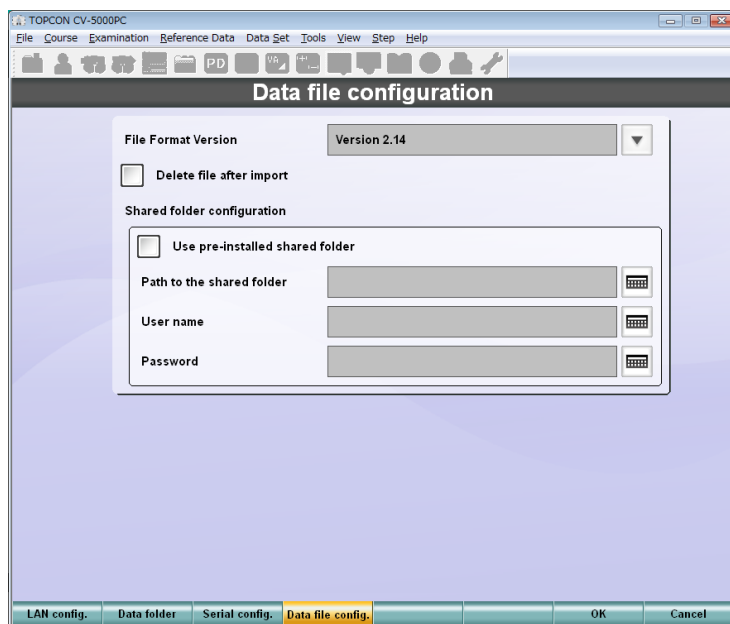 TOPCON CV-5000PC
File Course Examination Reference Data Data Set Tools View Step Help
PD VA
Data file configuration
File Format Version Version 2.14
Delete file after import
Shared folder configuration
Use pre-installed shared folder
Path to the shared folder
User name
Password
LAN config. Data folder Serial config. Data file config. OK Cancel